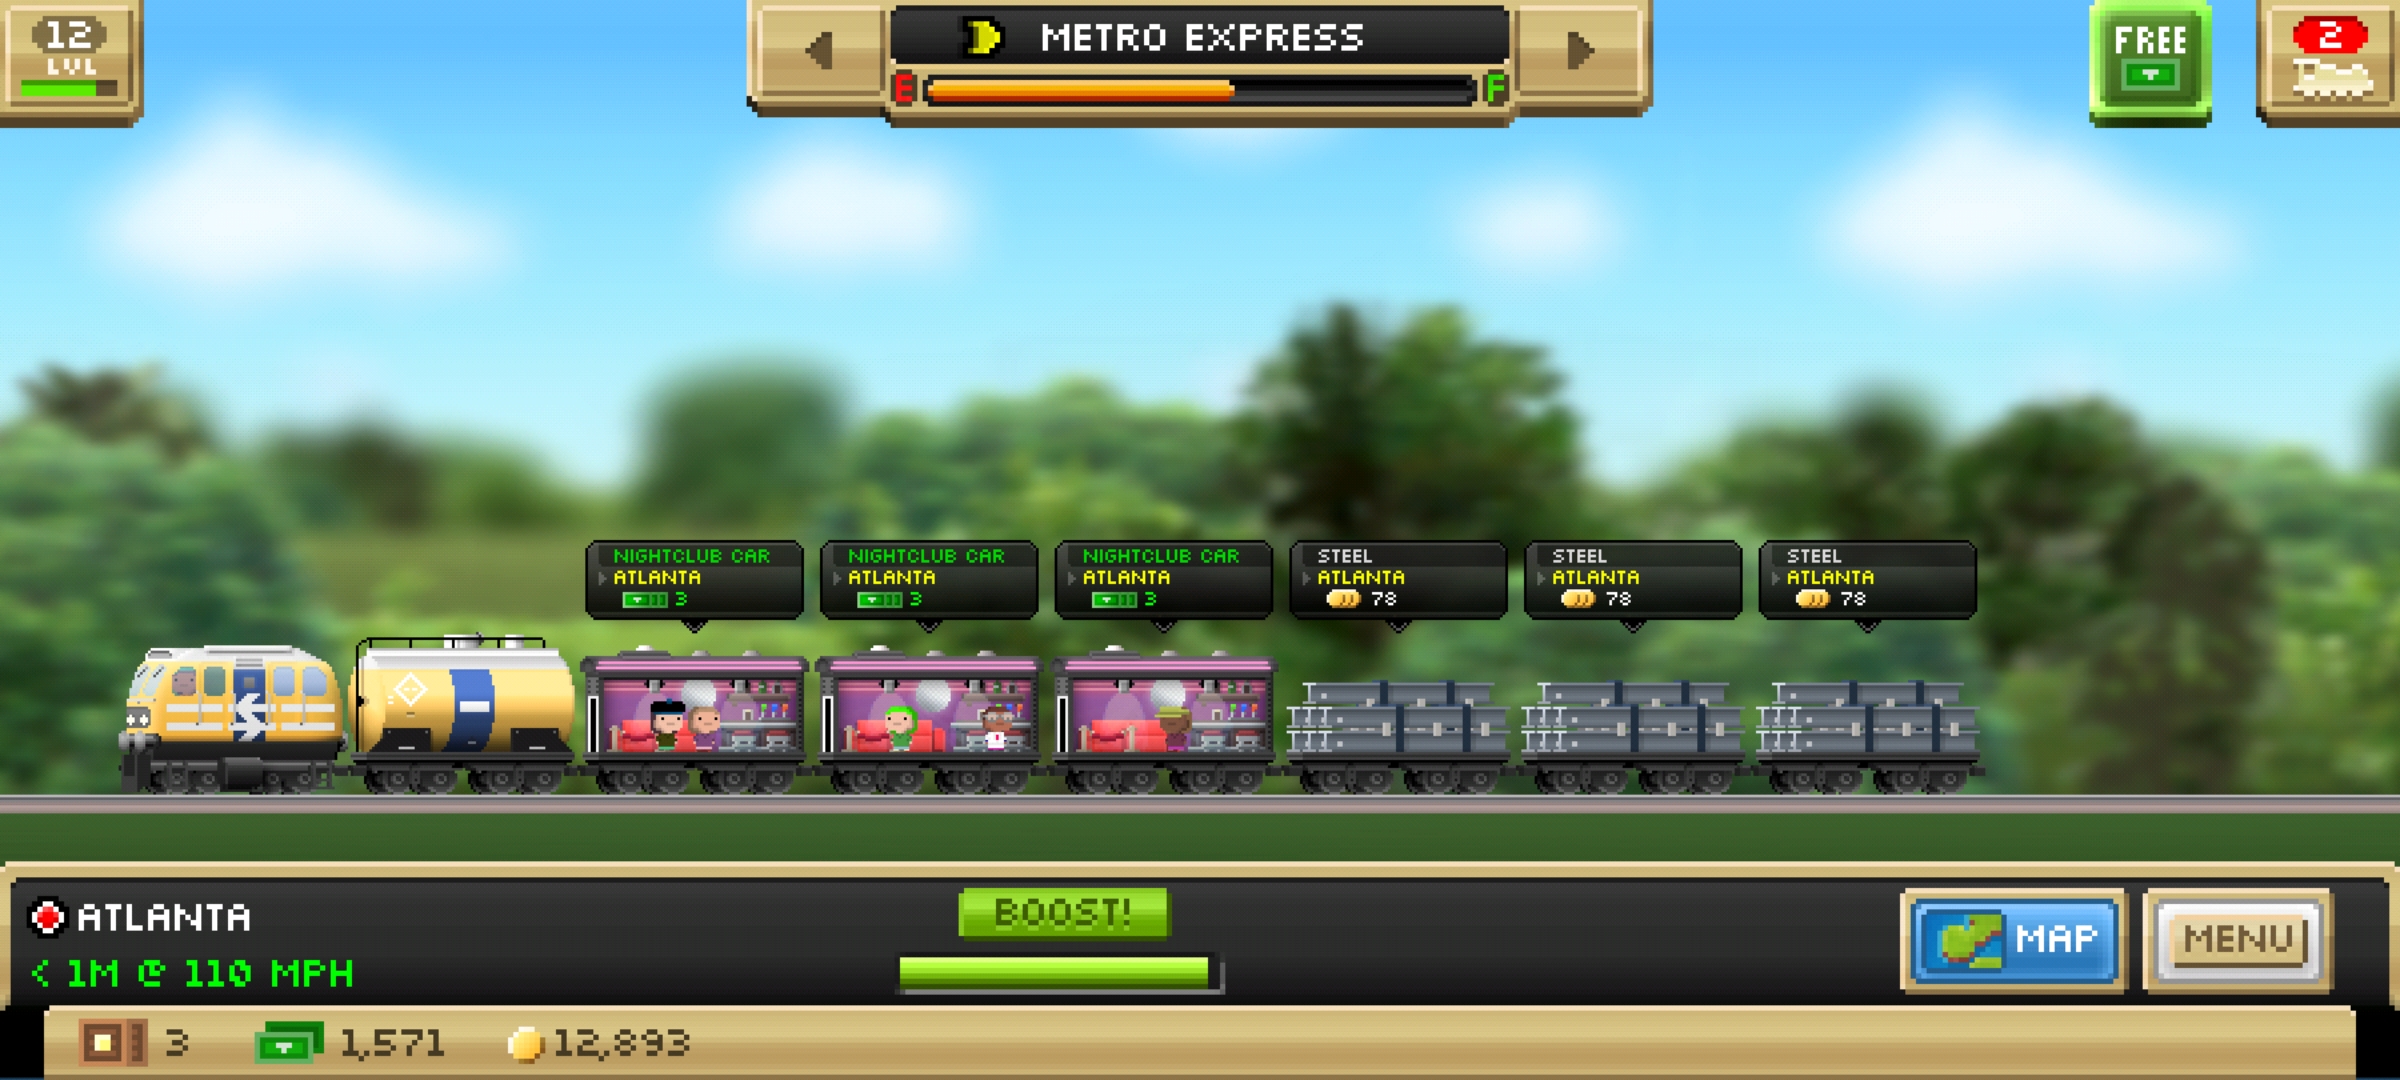 12
LVL
METRO EXPRESS
E
F
FREE
2
NIGHTCLUB CAR
ATLANTA
3
NIGHTCLUB CAR
ATLANTA
3
NIGHTCLUB CAR
ATLANTA
3
STEEL
ATLANTA
78
STEEL
ATLANTA
78
STEEL
ATLANTA
78
ATLANTA
< 1M @ 110 MPH
BOOST!
MAP
MENU
3
1,571
12,893